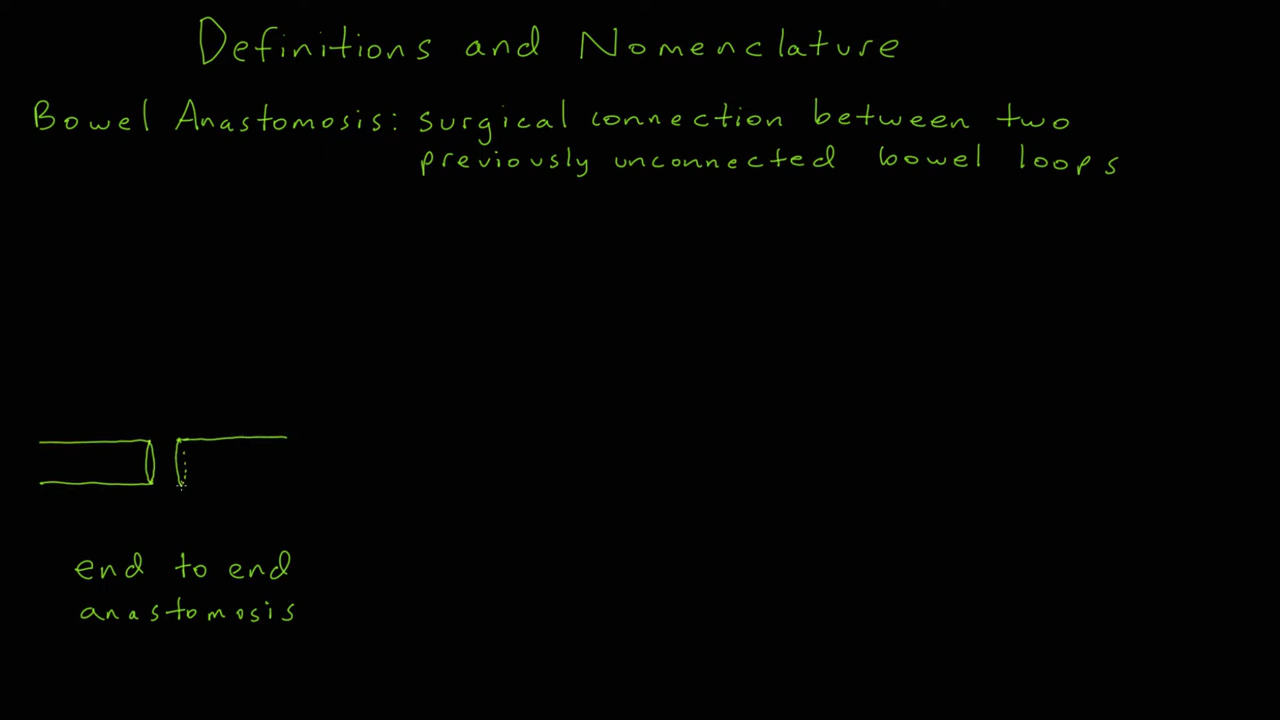 Definitions and Nomenclature
Bowel Anastomosis: surgical connection between two
previously unconnected bowel loops
end to end
anastomosis